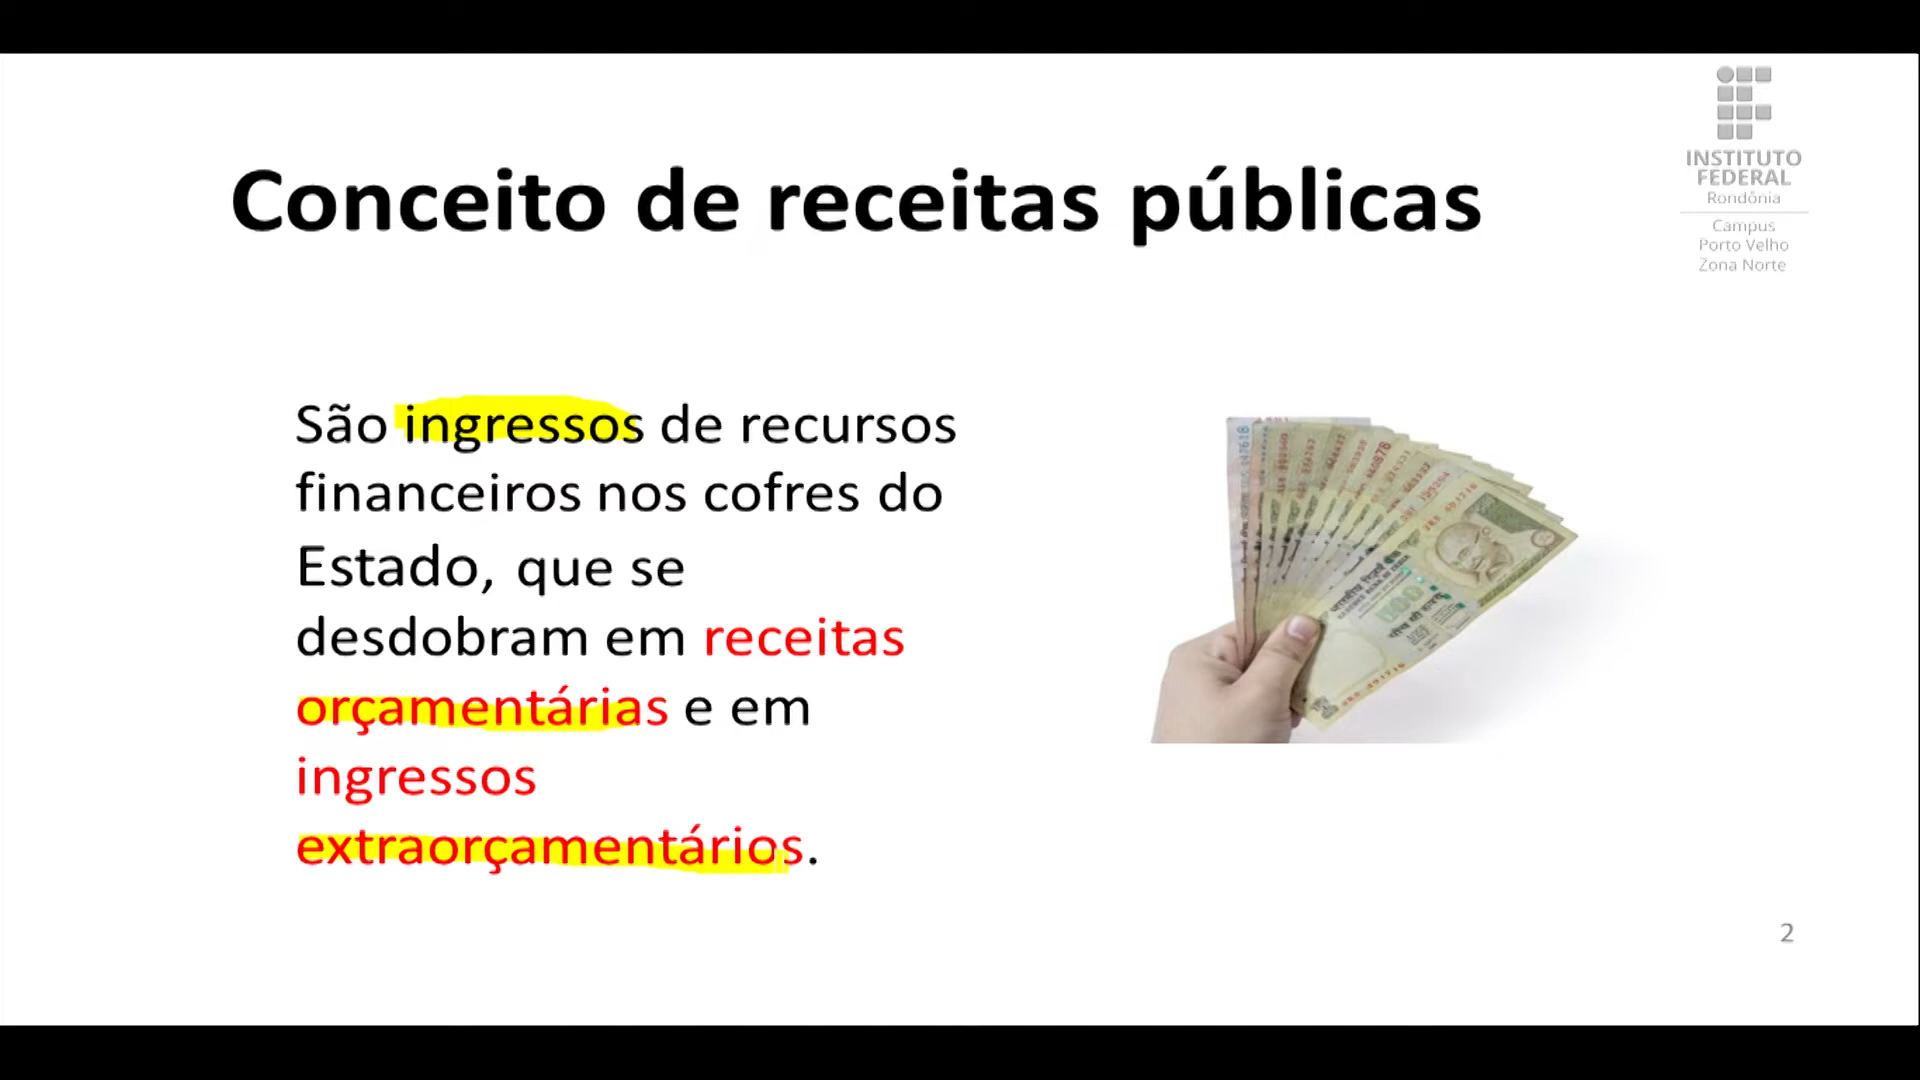 Conceito de receitas públicas
INSTITUTO
FEDERAL
Rondônia
Campus
Porto Velho
Zona Norte
São ingressos de recursos
financeiros nos cofres do
Estado, que se
desdobram em receitas
orçamentárias e em
ingressos
extraorçamentários.
2